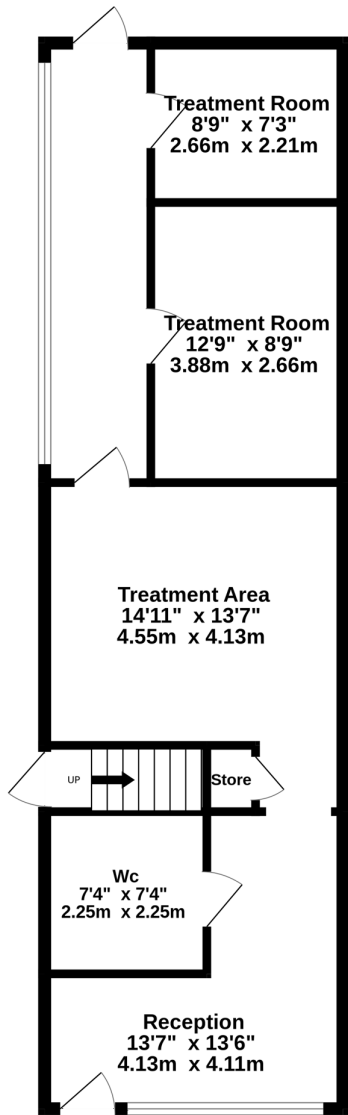 Treatment Room
8'9" x 7'3"
2.66m x 2.21m
Treatment Room
12'9" x 8'9"
3.88m x 2.66m
Treatment Area
14'11" x 13'7"
4.55m x 4.13m
UP
Store
Wc
7'4" x 7'4"
2.25m x 2.25m
Reception
13'7" x 13'6"
4.13m x 4.11m